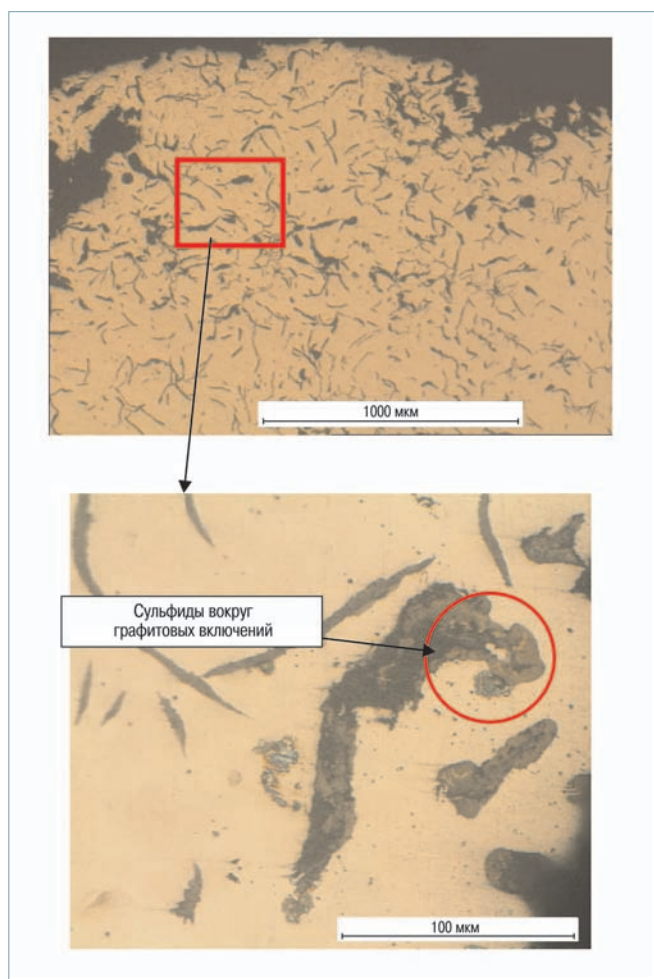 1000 мкм
Сульфиды вокруг
графитовых включений
100 мкм